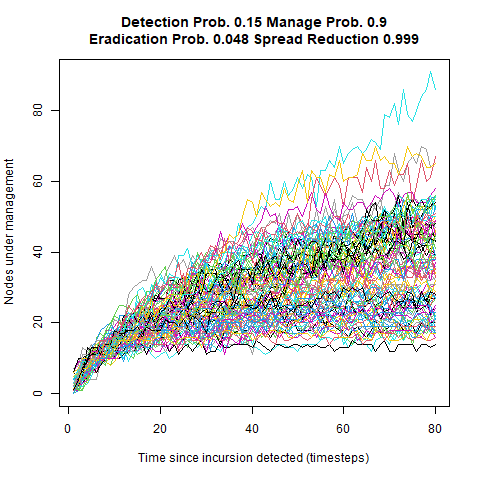 Detection Prob. 0.15 Manage Prob. 0.9
Eradication Prob. 0.048 Spread Reduction 0.999
Nodes under management
80
60
40
20
0
0 20 40 60 80
Time since incursion detected (timesteps)